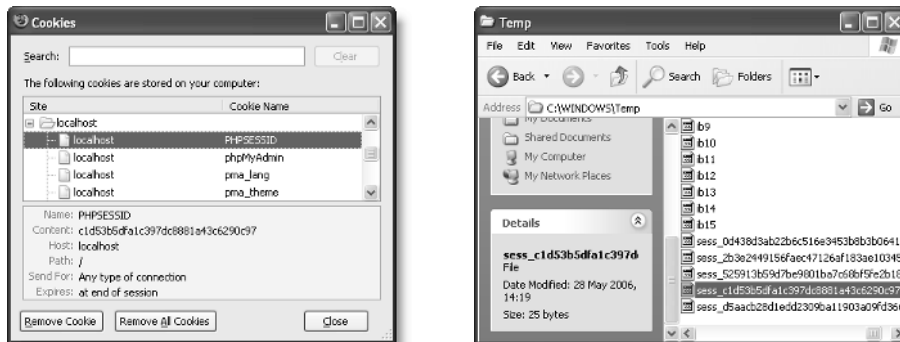 Cookies
Search:
Clear
The following cookies are stored on your computer:
Site Cookie Name
localhost
localhost PHPSESSID
localhost phpMyAdmin
localhost pma_lang
localhost pma_theme
Name: PHPSESSID
Content: c1d53b5dfa1c397dc8881a43c6290c97
Host: localhost
Path: /
Send For: Any type of connection
Expires: at end of session
Remove Cookie Remove All Cookies Close
Temp
File Edit View Favorites Tools Help
Back Search Folders
Address C:\WINDOWS\Temp Go
My Documents
Shared Documents
My Computer
My Network Places
Details
sess_c1d53b5dfa1c397d
File
Date Modified: 28 May 2006,
14:19
Size: 25 bytes
ib9
ib10
ib11
ib12
ib13
ib14
ib15
sess_0d438d3ab22b6c516e3453b8b3b0641
sess_2b3e2449156faec47126af183ae10345
sess_525913b59d7be9801ba7c68bf5fe2b18
sess_c1d53b5dfa1c397dc8881a43c6290c97
sess_d5aacb28d1edd2309ba11903a09fd36